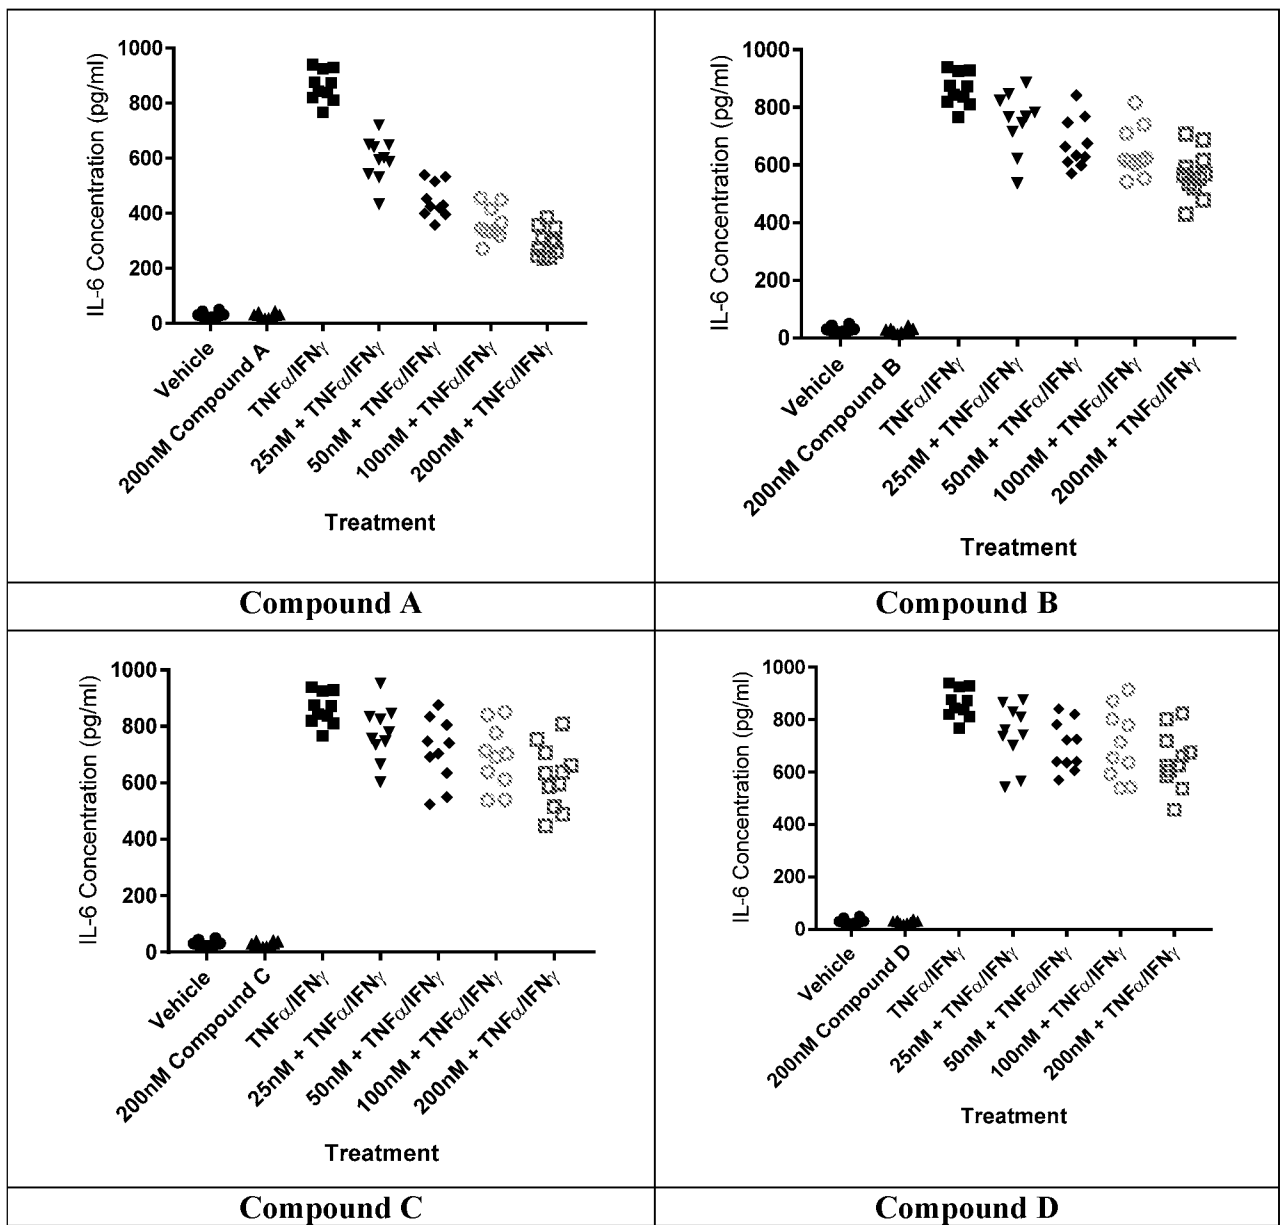 IL-6 Concentration (pg/ml)
1000
800
600
400
200
0
Vehicle
200nM Compound A
TNFα/IFNγ
25nM + TNFα/IFNγ
50nM + TNFα/IFNγ
100nM + TNFα/IFNγ
200nM + TNFα/IFNγ
Treatment
IL-6 Concentration (pg/ml)
1000
800
600
400
200
0
Vehicle
200nM Compound B
TNFα/IFNγ
25nM + TNFα/IFNγ
50nM + TNFα/IFNγ
100nM + TNFα/IFNγ
200nM + TNFα/IFNγ
Treatment
Compound A
Compound B
IL-6 Concentration (pg/ml)
1000
800
600
400
200
0
Vehicle
200nM Compound C
TNFα/IFNγ
25nM + TNFα/IFNγ
50nM + TNFα/IFNγ
100nM + TNFα/IFNγ
200nM + TNFα/IFNγ
Treatment
IL-6 Concentration (pg/ml)
1000
800
600
400
200
0
Vehicle
200nM Compound D
TNFα/IFNγ
25nM + TNFα/IFNγ
50nM + TNFα/IFNγ
100nM + TNFα/IFNγ
200nM + TNFα/IFNγ
Treatment
Compound C
Compound D